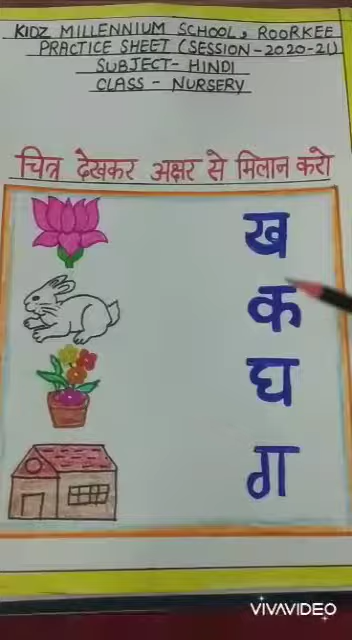 KIDZ MILLENNIUM SCHOOL, ROORKEE
PRACTICE SHEET (SESSION-2020-21)
SUBJECT- HINDI
CLASS - NURSERY
चित्र देखकर अक्षर से मिलान करो
ख
क
घ
ग
VIVAVIDEO